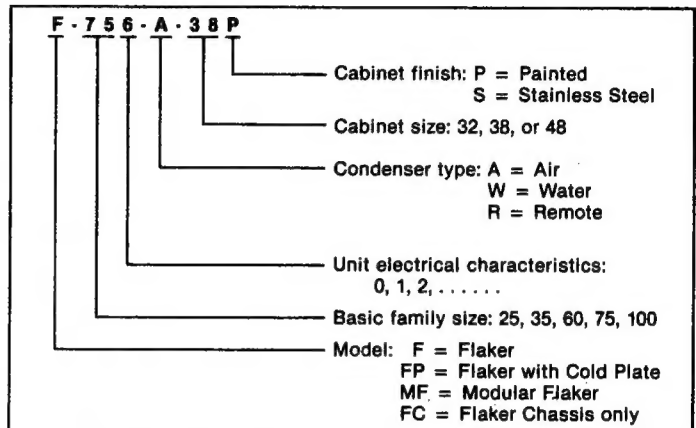 F - 7 5 6 - A - 3 8 P
Cabinet finish: P = Painted
S = Stainless Steel
Cabinet size: 32, 38, or 48
Condenser type: A = Air
W = Water
R = Remote
Unit electrical characteristics:
0, 1, 2, . . . . . .
Basic family size: 25, 35, 60, 75, 100
Model: F = Flaker
FP = Flaker with Cold Plate
MF = Modular Flaker
FC = Flaker Chassis only